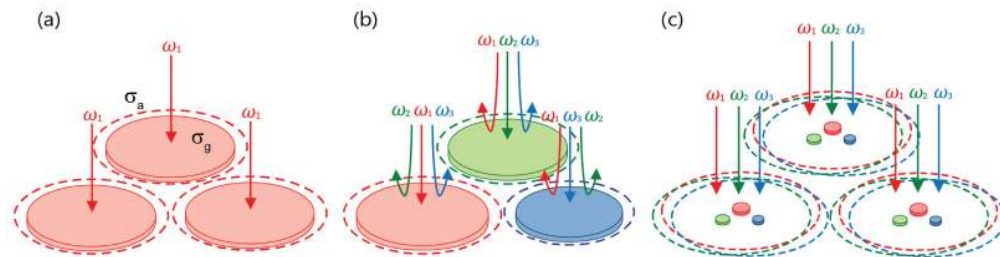 (a)
ω₁
σₐ
ω₁
ω₁
σ_g
(b)
ω₁ ω₂ ω₃
ω₂ ω₁ ω₃
ω₁ ω₃ ω₂
(c)
ω₁ ω₂ ω₃
ω₁ ω₂ ω₃
ω₁ ω₂ ω₃